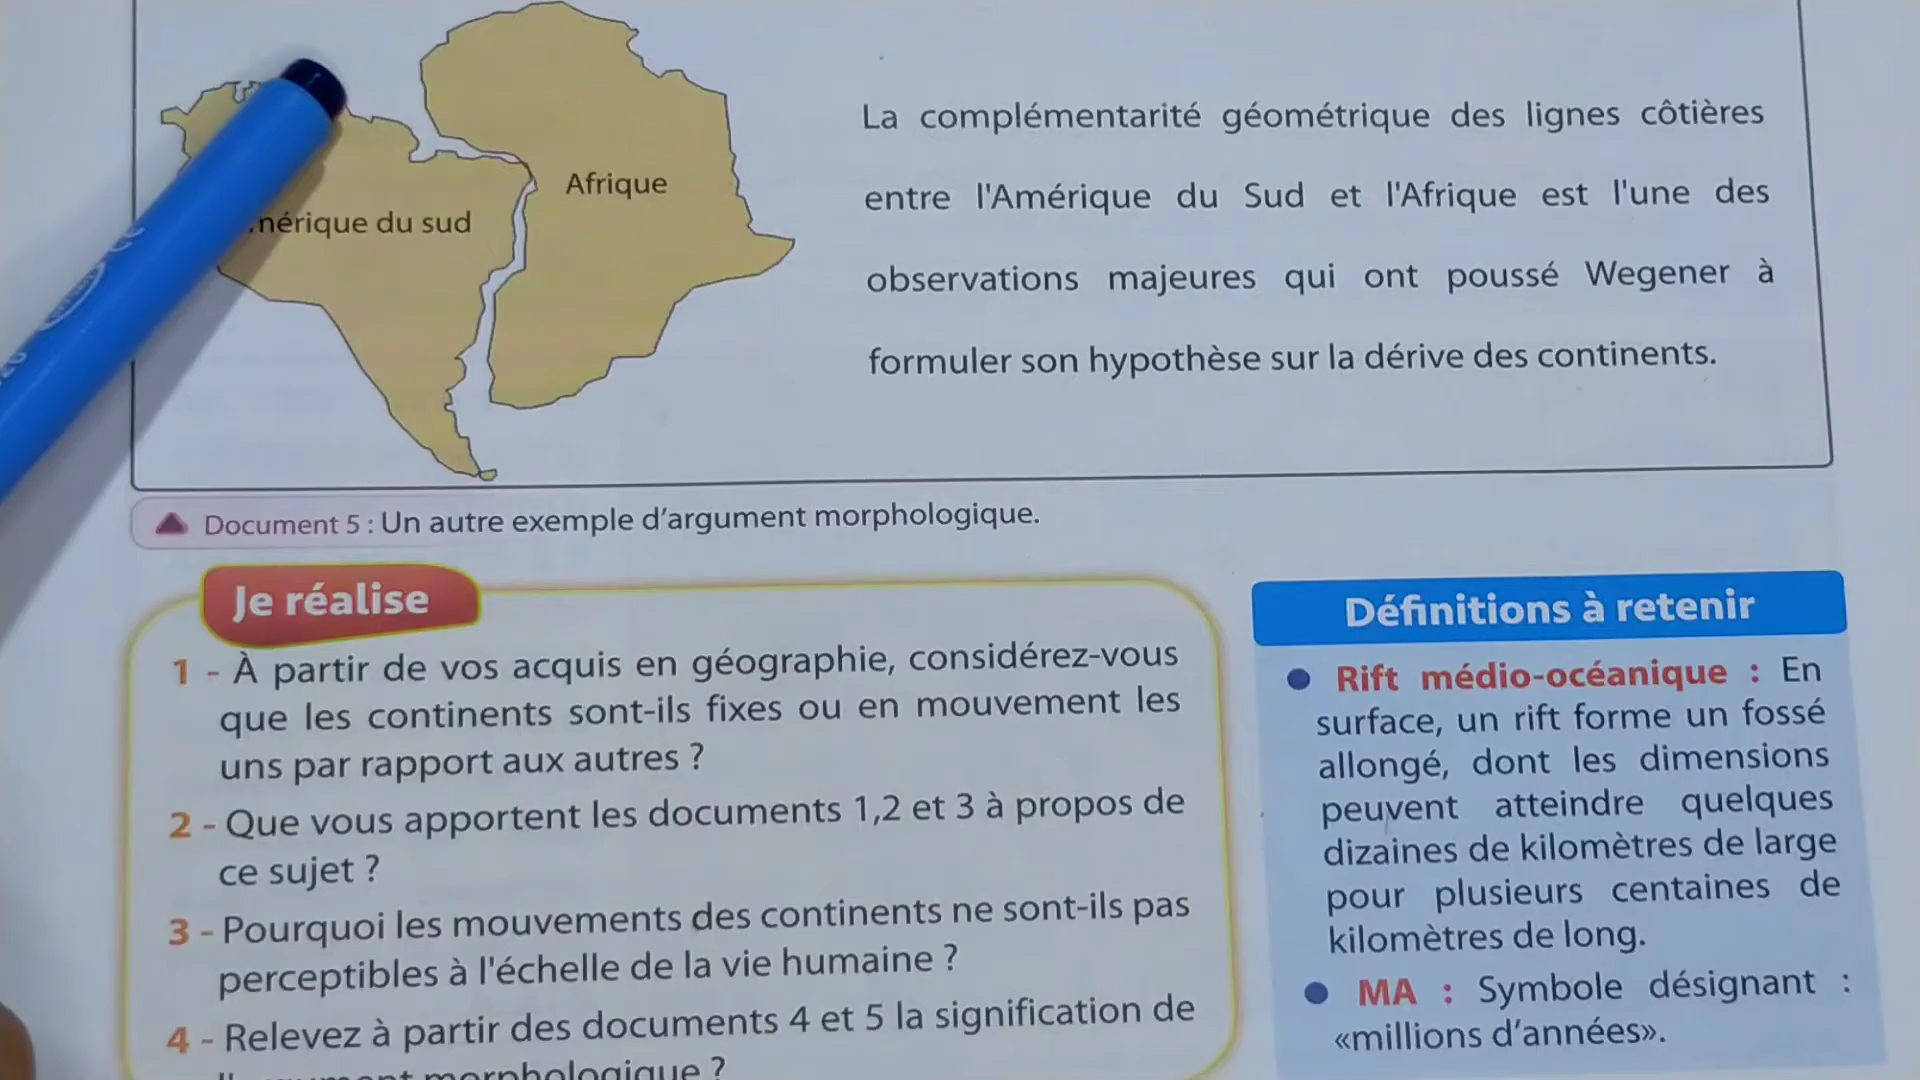 Afrique
nérique du sud
La complémentarité géométrique des lignes côtières
entre l'Amérique du Sud et l'Afrique est l'une des
observations majeures qui ont poussé Wegener à
formuler son hypothèse sur la dérive des continents.
Document 5 : Un autre exemple d'argument morphologique.
Je réalise
1 - À partir de vos acquis en géographie, considérez-vous
que les continents sont-ils fixes ou en mouvement les
uns par rapport aux autres ?
2 - Que vous apportent les documents 1,2 et 3 à propos de
ce sujet ?
3 - Pourquoi les mouvements des continents ne sont-ils pas
perceptibles à l'échelle de la vie humaine ?
4 - Relevez à partir des documents 4 et 5 la signification de
l'argument morphologique ?
Définitions à retenir
Rift médio-océanique : En
surface, un rift forme un fossé
allongé, dont les dimensions
peuvent atteindre quelques
dizaines de kilomètres de large
pour plusieurs centaines de
kilomètres de long.
MA : Symbole désignant :
«millions d'années».